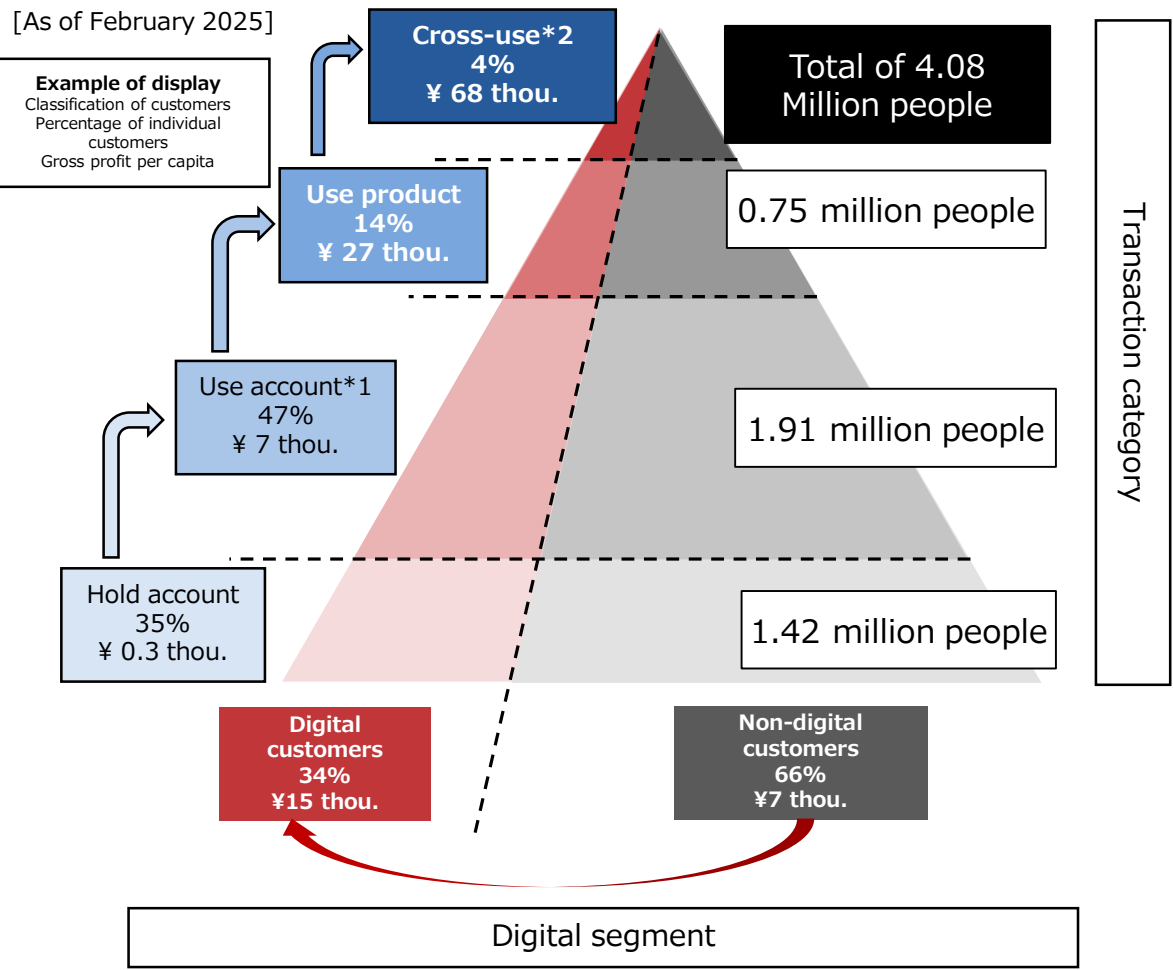 [As of February 2025]
Example of display
Classification of customers
Percentage of individual
customers
Gross profit per capita
Cross-use*2
4%
¥ 68 thou.
Total of 4.08
Million people
Use product
14%
¥ 27 thou.
0.75 million people
Use account*1
47%
¥ 7 thou.
1.91 million people
Hold account
35%
¥ 0.3 thou.
1.42 million people
Transaction category
Digital
customers
34%
¥15 thou.
Non-digital
customers
66%
¥7 thou.
Digital segment